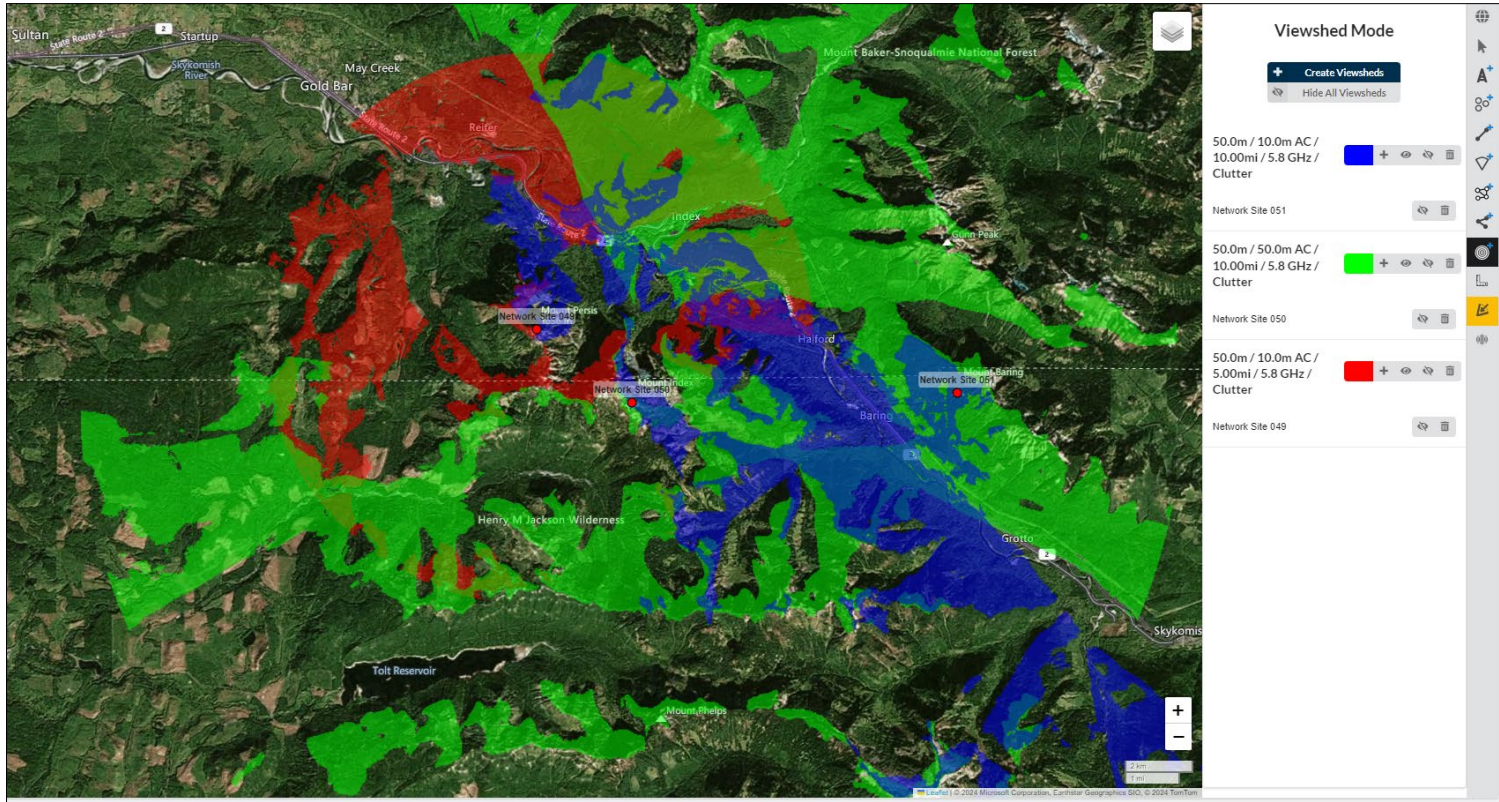 Sultan
State Route 2
2
Startup
Skykomish
River
May Creek
Gold Bar
State Route 2
Reiter
Mount Baker-Snoqualmie National Forest
Index
Gunn Peak
Mount Persis
Network Site 049
Halford
Mount Index
Network Site 050
Mount Baring
Network Site 051
Baring
Henry M Jackson Wilderness
Grotto
2
Skykomis
Tolt Reservoir
Mount Phelps
+
−
2 km
1 mi
Leaflet | © 2024 Microsoft Corporation, Earthstar Geographics SIO, © 2024 TomTom
Viewshed Mode
+ Create Viewsheds
Hide All Viewsheds
50.0m / 10.0m AC /
10.00mi / 5.8 GHz /
Clutter
Network Site 051
50.0m / 50.0m AC /
10.00mi / 5.8 GHz /
Clutter
Network Site 050
50.0m / 10.0m AC /
5.00mi / 5.8 GHz /
Clutter
Network Site 049